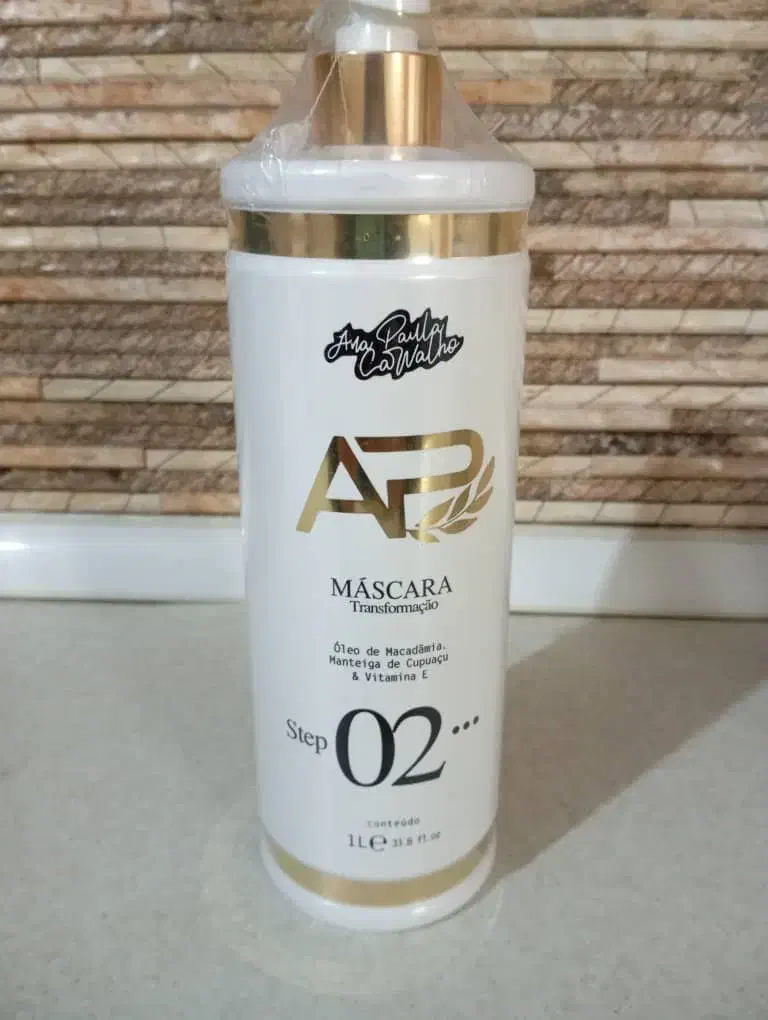 Ana Paula
CaWalho
AP
MÁSCARA
Transformação
Óleo de Macadâmia,
Manteiga de Cupuaçu
& Vitamina E
Step 02...
Conteúdo
1L℮ 33.8 fl.oz